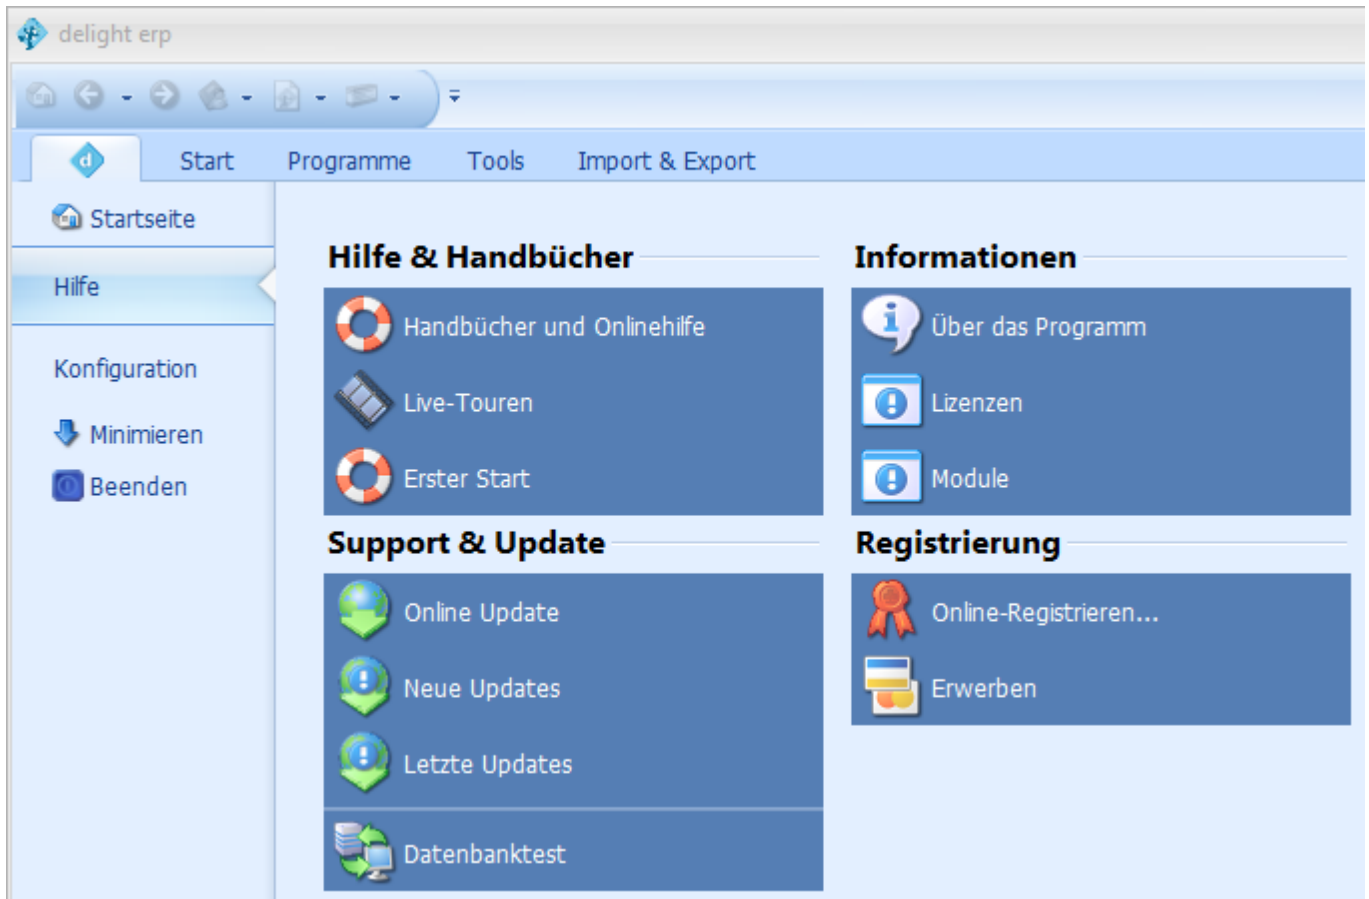 delight erp
d Start Programme Tools Import & Export
Startseite
Hilfe
Konfiguration
Minimieren
Beenden
Hilfe & Handbücher
Handbücher und Onlinehilfe
Live-Touren
Erster Start
Support & Update
Online Update
Neue Updates
Letzte Updates
Datenbanktest
Informationen
Über das Programm
Lizenzen
Module
Registrierung
Online-Registrieren...
Erwerben